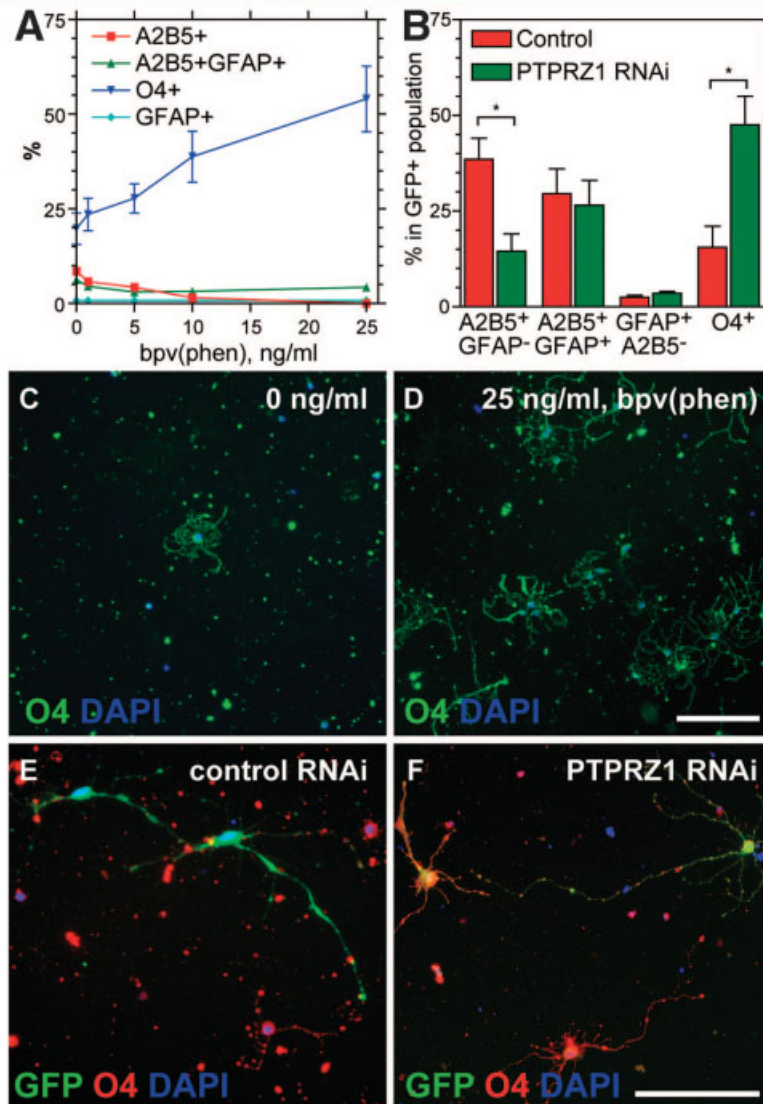 A
A2B5+
A2B5+GFAP+
O4+
GFAP+
75
50
25
0
%
0 5 10 15 20 25
bpv(phen), ng/ml
B
Control
PTPRZ1 RNAi
*
*
75
50
25
0
% in GFP+ population
A2B5+ A2B5+ GFAP+ O4+
GFAP- GFAP+ A2B5-
C 0 ng/ml
O4 DAPI
D 25 ng/ml, bpv(phen)
O4 DAPI
E control RNAi
GFP O4 DAPI
F PTPRZ1 RNAi
GFP O4 DAPI